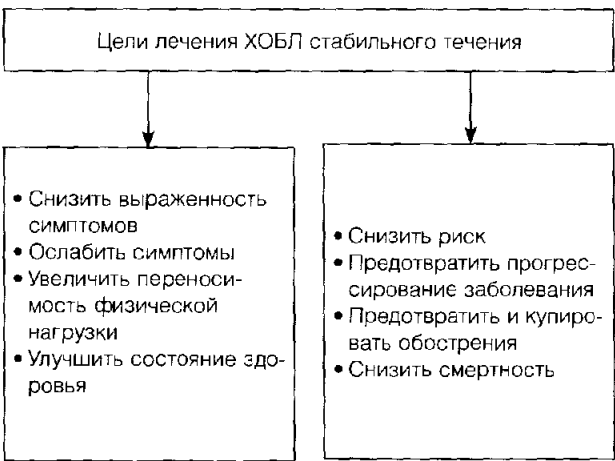 Цели лечения ХОБЛ стабильного течения
• Снизить выраженность
симптомов
• Ослабить симптомы
• Увеличить переноси-
мость физической
нагрузки
• Улучшить состояние здо-
ровья
• Снизить риск
• Предотвратить прогрес-
сирование заболевания
• Предотвратить и купиро-
вать обострения
• Снизить смертность